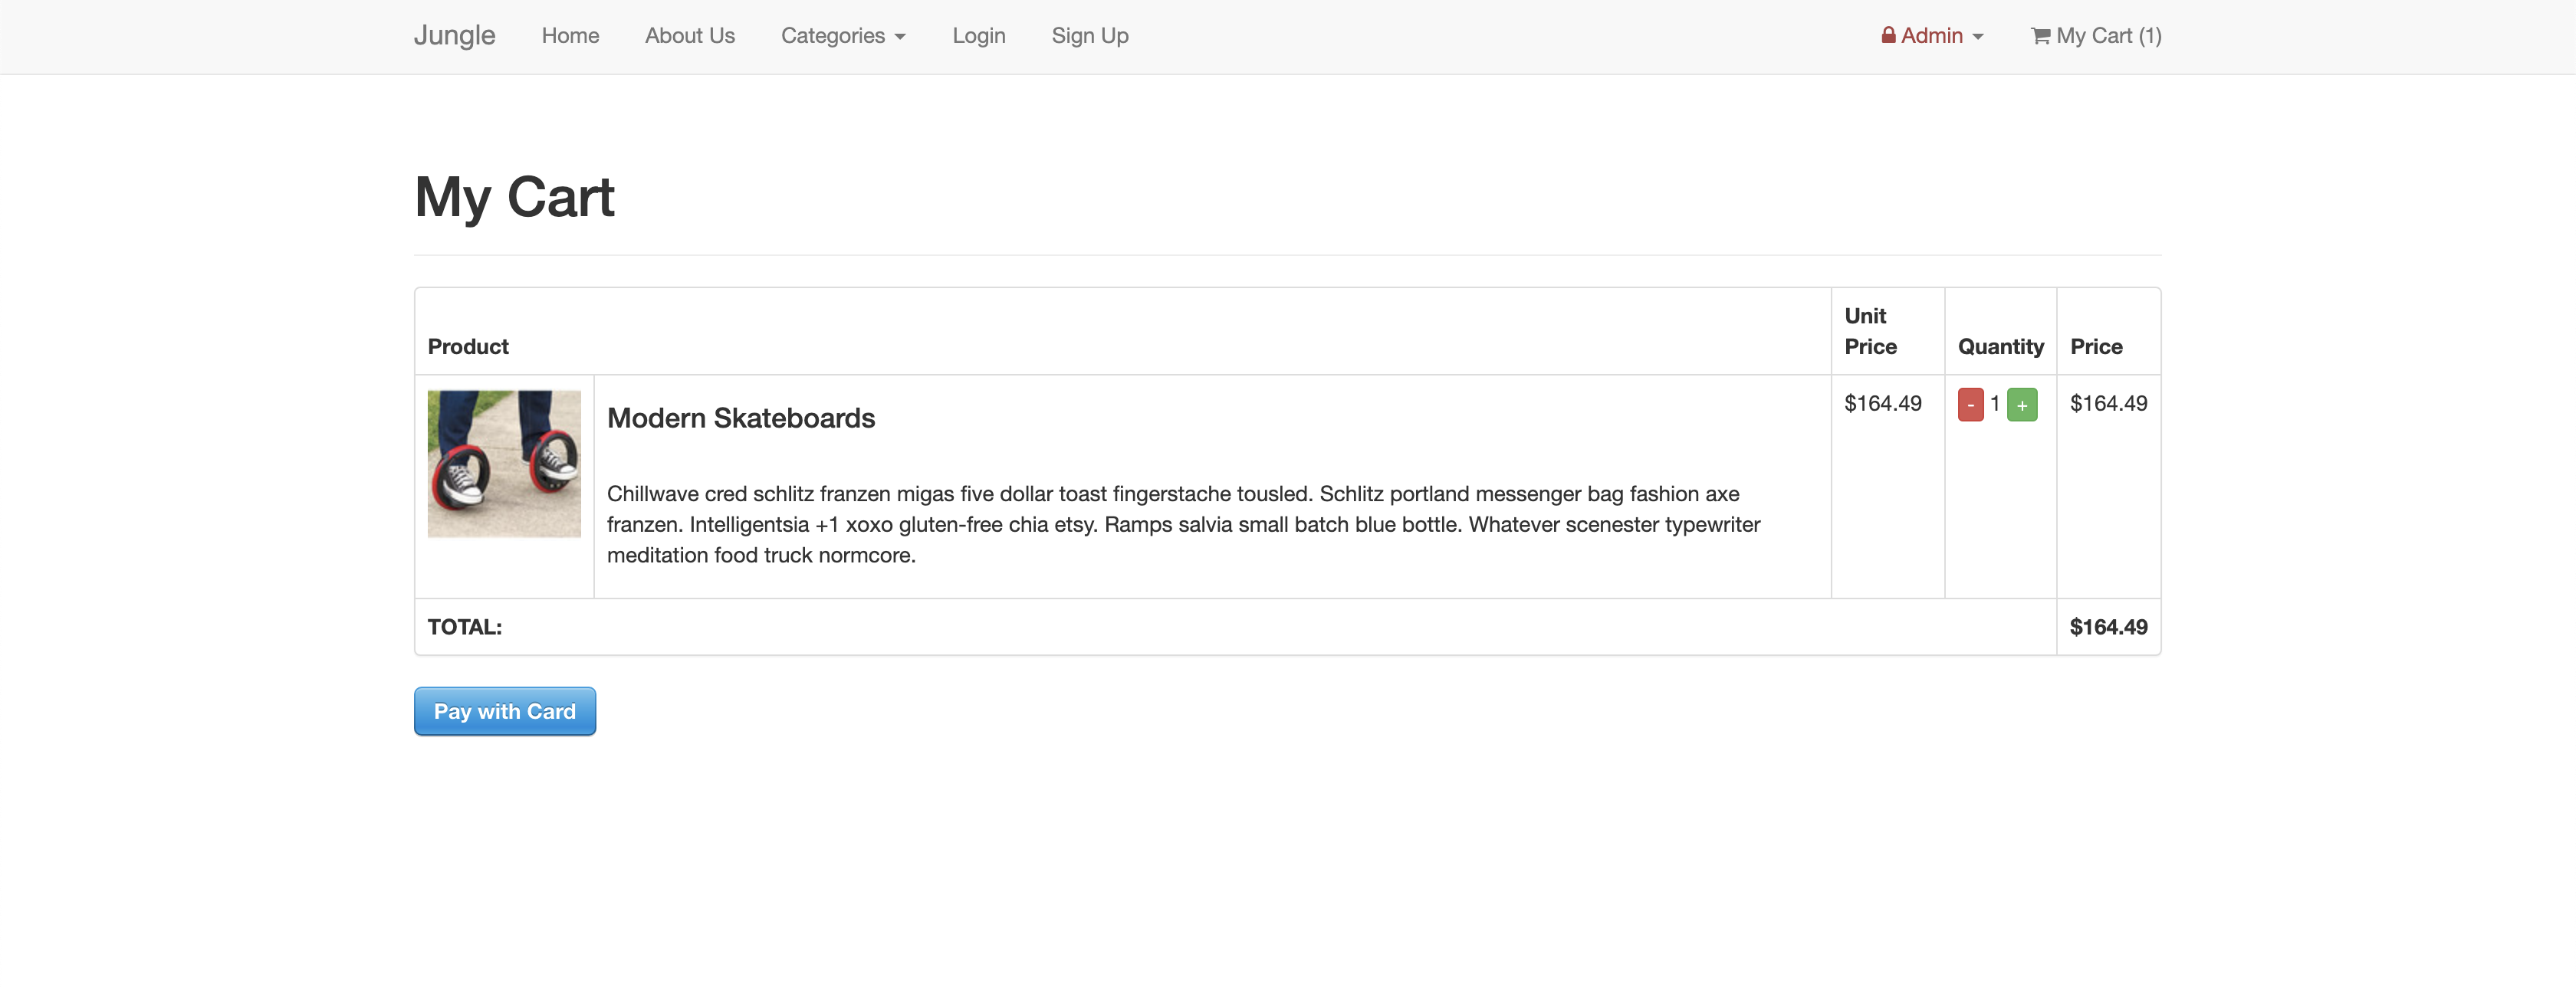 Jungle Home About Us Categories Login Sign Up Admin My Cart (1)
My Cart
Product Unit Price Quantity Price
Modern Skateboards $164.49 - 1 + $164.49
Chillwave cred schlitz franzen migas five dollar toast fingerstache tousled. Schlitz portland messenger bag fashion axe
franzen. Intelligentsia +1 xoxo gluten-free chia etsy. Ramps salvia small batch blue bottle. Whatever scenester typewriter
meditation food truck normcore.
TOTAL: $164.49
Pay with Card